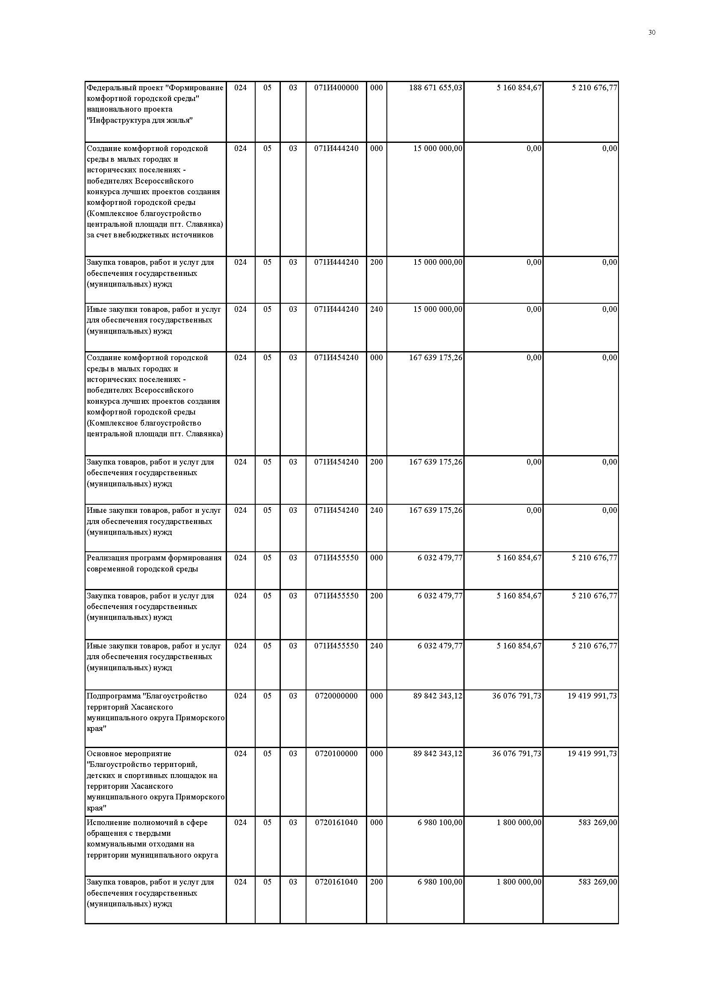 30
Федеральный проект "Формирование 024 05 03 071И400000 000 188 671 655,03 5 160 854,67 5 210 676,77
комфортной городской среды"
национального проекта
"Инфраструктура для жилья"
Создание комфортной городской 024 05 03 071И444240 000 15 000 000,00 0,00 0,00
среды в малых городах и
исторических поселениях -
победителях Всероссийского
конкурса лучших проектов создания
комфортной городской среды
(Комплексное благоустройство
центральной площади пгт. Славянка)
за счет внебюджетных источников
Закупка товаров, работ и услуг для 024 05 03 071И444240 200 15 000 000,00 0,00 0,00
обеспечения государственных
(муниципальных) нужд
Иные закупки товаров, работ и услуг 024 05 03 071И444240 240 15 000 000,00 0,00 0,00
для обеспечения государственных
(муниципальных) нужд
Создание комфортной городской 024 05 03 071И454240 000 167 639 175,26 0,00 0,00
среды в малых городах и
исторических поселениях -
победителях Всероссийского
конкурса лучших проектов создания
комфортной городской среды
(Комплексное благоустройство
центральной площади пгт. Славянка)
Закупка товаров, работ и услуг для 024 05 03 071И454240 200 167 639 175,26 0,00 0,00
обеспечения государственных
(муниципальных) нужд
Иные закупки товаров, работ и услуг 024 05 03 071И454240 240 167 639 175,26 0,00 0,00
для обеспечения государственных
(муниципальных) нужд
Реализация программ формирования 024 05 03 071И455550 000 6 032 479,77 5 160 854,67 5 210 676,77
современной городской среды
Закупка товаров, работ и услуг для 024 05 03 071И455550 200 6 032 479,77 5 160 854,67 5 210 676,77
обеспечения государственных
(муниципальных) нужд
Иные закупки товаров, работ и услуг 024 05 03 071И455550 240 6 032 479,77 5 160 854,67 5 210 676,77
для обеспечения государственных
(муниципальных) нужд
Подпрограмма "Благоустройство 024 05 03 0720000000 000 89 842 343,12 36 076 791,73 19 419 991,73
территорий Хасанского
муниципального округа Приморского
края"
Основное мероприятие 024 05 03 0720100000 000 89 842 343,12 36 076 791,73 19 419 991,73
"Благоустройство территорий,
детских и спортивных площадок на
территории Хасанского
муниципального округа Приморского
края"
Исполнение полномочий в сфере 024 05 03 0720161040 000 6 980 100,00 1 800 000,00 583 269,00
обращения с твердыми
коммунальными отходами на
территории муниципального округа
Закупка товаров, работ и услуг для 024 05 03 0720161040 200 6 980 100,00 1 800 000,00 583 269,00
обеспечения государственных
(муниципальных) нужд